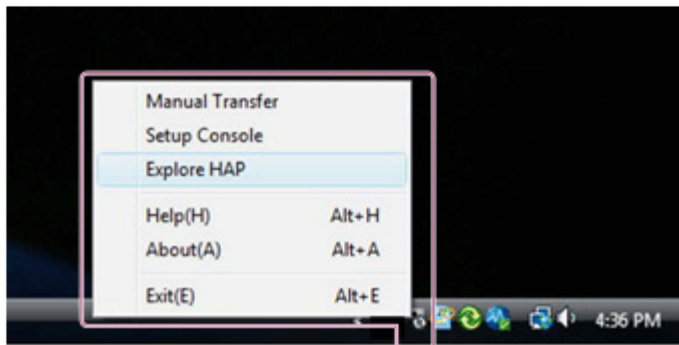 Manual Transfer
Setup Console
Explore HAP
Help(H) Alt+H
About(A) Alt+A
Exit(E) Alt+E
4:36 PM